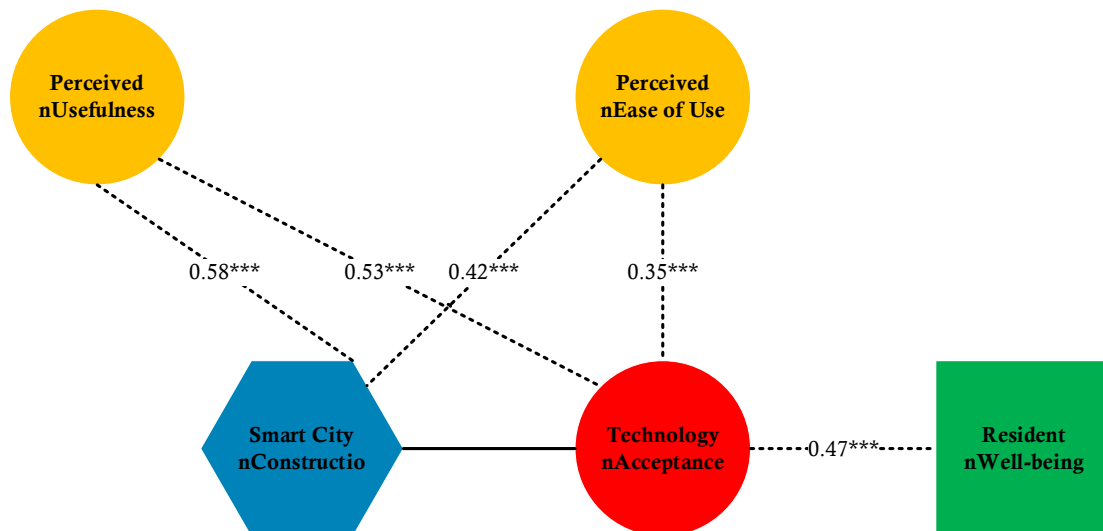 Perceived
nUsefulness
Perceived
nEase of Use
0.58***
0.53***
0.42***
0.35***
Smart City
nConstructio
Technology
nAcceptance
0.47***
Resident
nWell-being